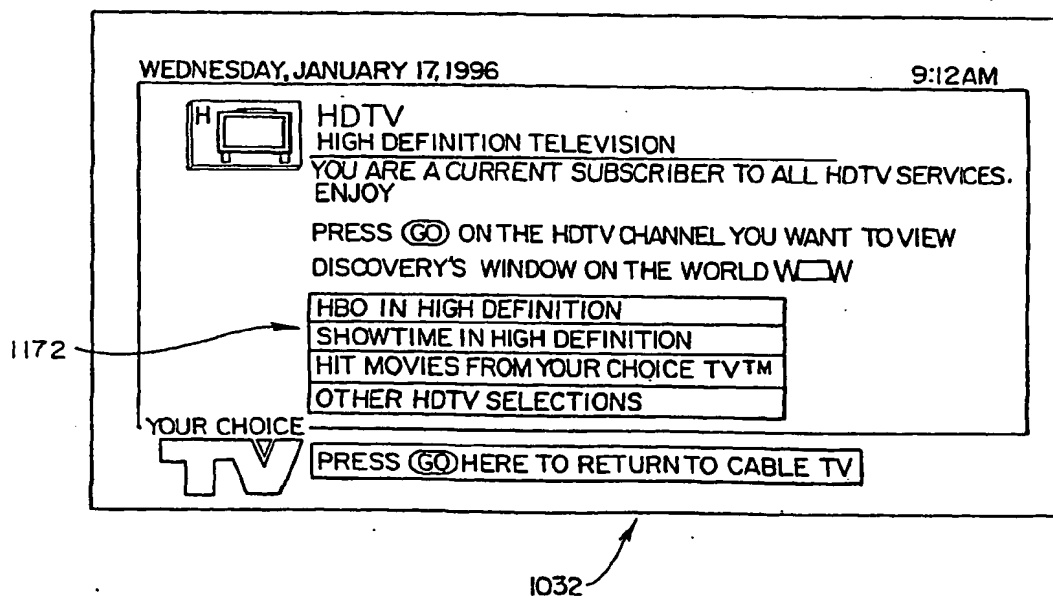 WEDNESDAY, JANUARY 17, 1996 9:12AM
H
HDTV
HIGH DEFINITION TELEVISION
YOU ARE A CURRENT SUBSCRIBER TO ALL HDTV SERVICES.
ENJOY
PRESS GO ON THE HDTV CHANNEL YOU WANT TO VIEW
DISCOVERY'S WINDOW ON THE WORLD W W
HBO IN HIGH DEFINITION
1172
SHOWTIME IN HIGH DEFINITION
HIT MOVIES FROM YOUR CHOICE TV™
OTHER HDTV SELECTIONS
YOUR CHOICE
TV
PRESS GO HERE TO RETURN TO CABLE TV
1032